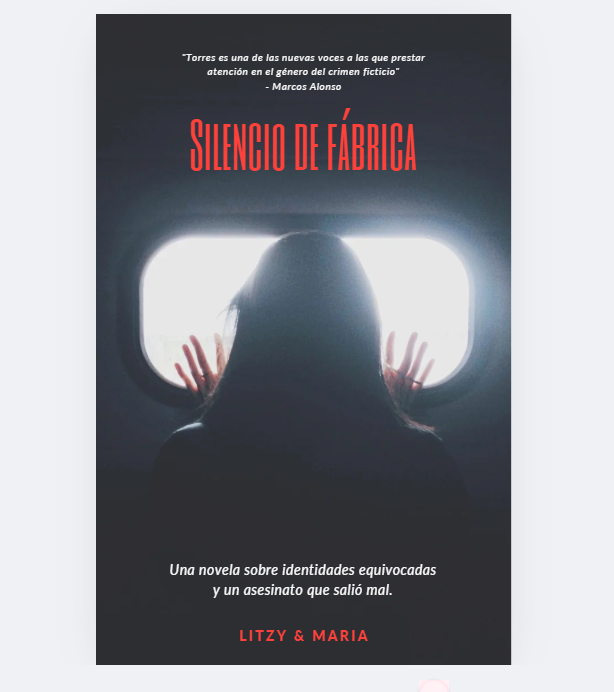 "Torres es una de las nuevas voces a las que prestar
atención en el género del crimen ficticio"
- Marcos Alonso
SILENCIO DE FÁBRICA
Una novela sobre identidades equivocadas
y un asesinato que salió mal.
LITZY & MARIA